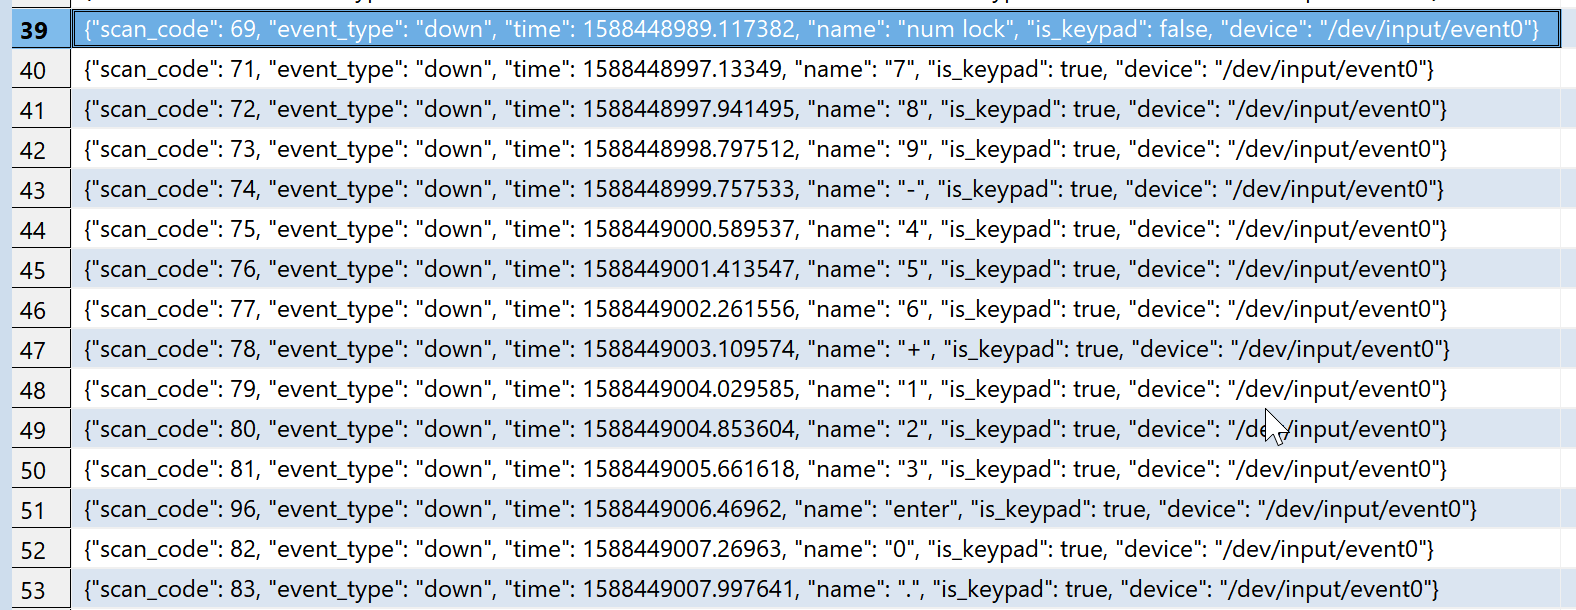 39 {"scan_code": 69, "event_type": "down", "time": 1588448989.117382, "name": "num lock", "is_keypad": false, "device": "/dev/input/event0"}
40 {"scan_code": 71, "event_type": "down", "time": 1588448997.13349, "name": "7", "is_keypad": true, "device": "/dev/input/event0"}
41 {"scan_code": 72, "event_type": "down", "time": 1588448997.941495, "name": "8", "is_keypad": true, "device": "/dev/input/event0"}
42 {"scan_code": 73, "event_type": "down", "time": 1588448998.797512, "name": "9", "is_keypad": true, "device": "/dev/input/event0"}
43 {"scan_code": 74, "event_type": "down", "time": 1588448999.757533, "name": "-", "is_keypad": true, "device": "/dev/input/event0"}
44 {"scan_code": 75, "event_type": "down", "time": 1588449000.589537, "name": "4", "is_keypad": true, "device": "/dev/input/event0"}
45 {"scan_code": 76, "event_type": "down", "time": 1588449001.413547, "name": "5", "is_keypad": true, "device": "/dev/input/event0"}
46 {"scan_code": 77, "event_type": "down", "time": 1588449002.261556, "name": "6", "is_keypad": true, "device": "/dev/input/event0"}
47 {"scan_code": 78, "event_type": "down", "time": 1588449003.109574, "name": "+", "is_keypad": true, "device": "/dev/input/event0"}
48 {"scan_code": 79, "event_type": "down", "time": 1588449004.029585, "name": "1", "is_keypad": true, "device": "/dev/input/event0"}
49 {"scan_code": 80, "event_type": "down", "time": 1588449004.853604, "name": "2", "is_keypad": true, "device": "/dev/input/event0"}
50 {"scan_code": 81, "event_type": "down", "time": 1588449005.661618, "name": "3", "is_keypad": true, "device": "/dev/input/event0"}
51 {"scan_code": 96, "event_type": "down", "time": 1588449006.46962, "name": "enter", "is_keypad": true, "device": "/dev/input/event0"}
52 {"scan_code": 82, "event_type": "down", "time": 1588449007.26963, "name": "0", "is_keypad": true, "device": "/dev/input/event0"}
53 {"scan_code": 83, "event_type": "down", "time": 1588449007.997641, "name": ".", "is_keypad": true, "device": "/dev/input/event0"}